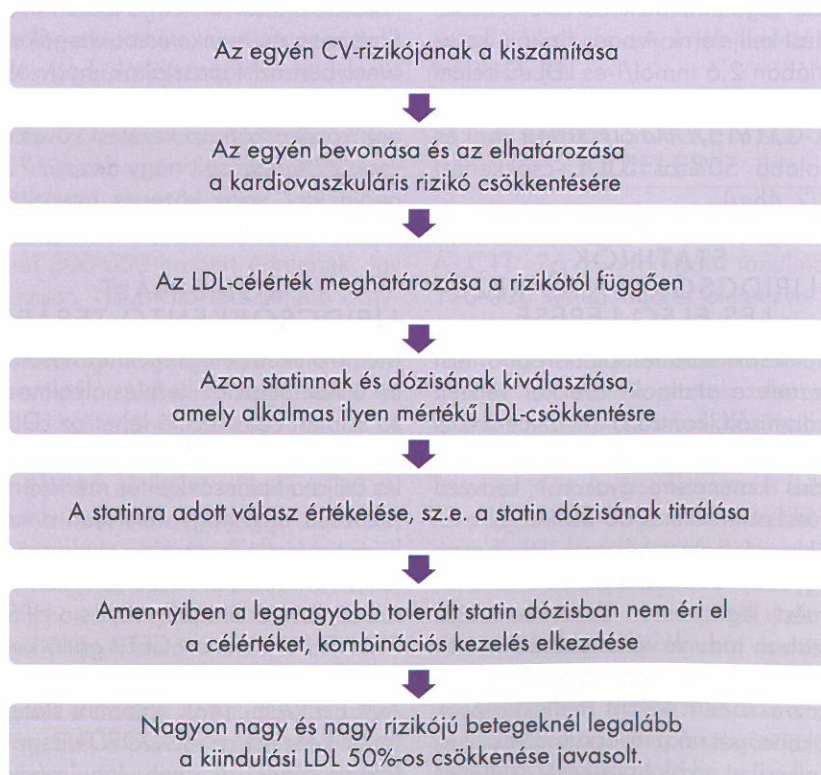 Az egyén CV-rizikójának a kiszámítása
Az egyén bevonása és az elhatározása
a kardiovaszkuláris rizikó csökkentésére
Az LDL-célérték meghatározása a rizikótól függően
Azon statinnak és dózisának kiválasztása,
amely alkalmas ilyen mértékű LDL-csökkentésre
A statinra adott válasz értékelése, sz.e. a statin dózisának titrálása
Amennyiben a legnagyobb tolerált statin dózisban nem éri el
a célértéket, kombinációs kezelés elkezdése
Nagyon nagy és nagy rizikójú betegeknél legalább
a kiindulási LDL 50%-os csökkenése javasolt.